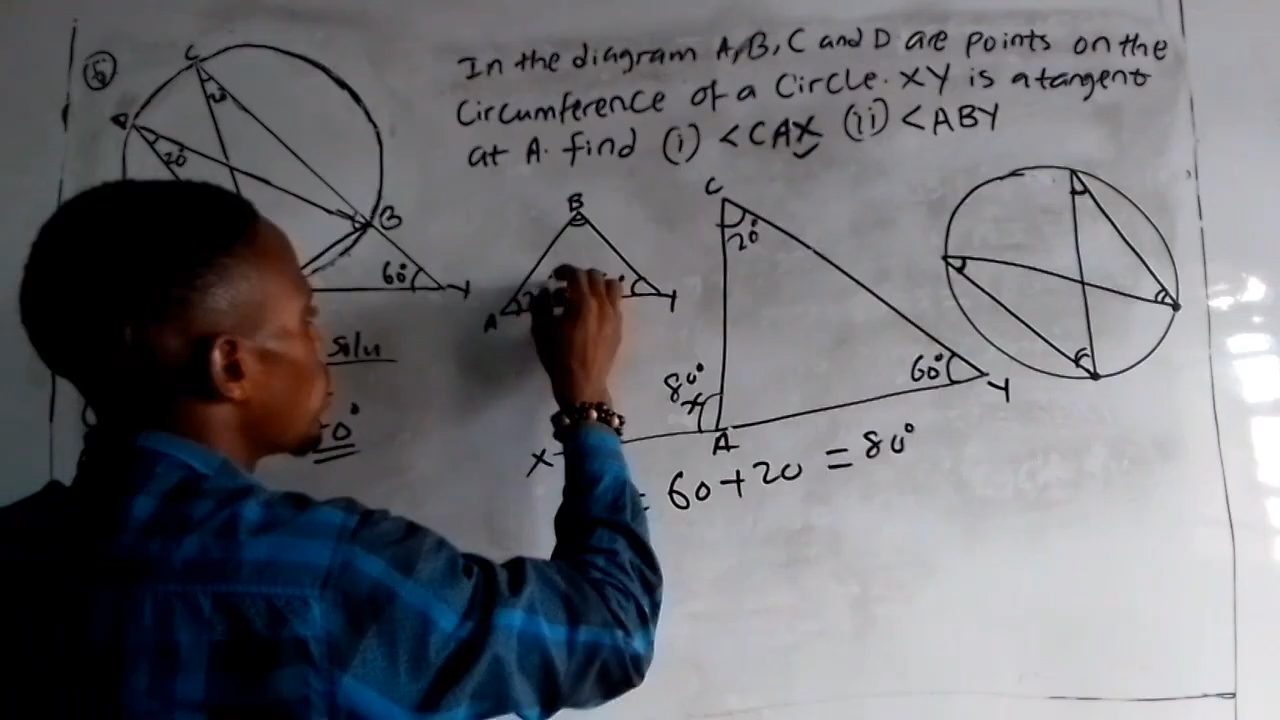 5
In the diagram A, B, C and D are points on the
Circumference of a Circle. XY is a tangent
at A. find (i) <CAX (ii) <ABY
C
20
D
20°
B
60°
Y
Solu
B
A
Y
C
20°
80°
x
60°
Y
X
A
= 60+20 = 80°